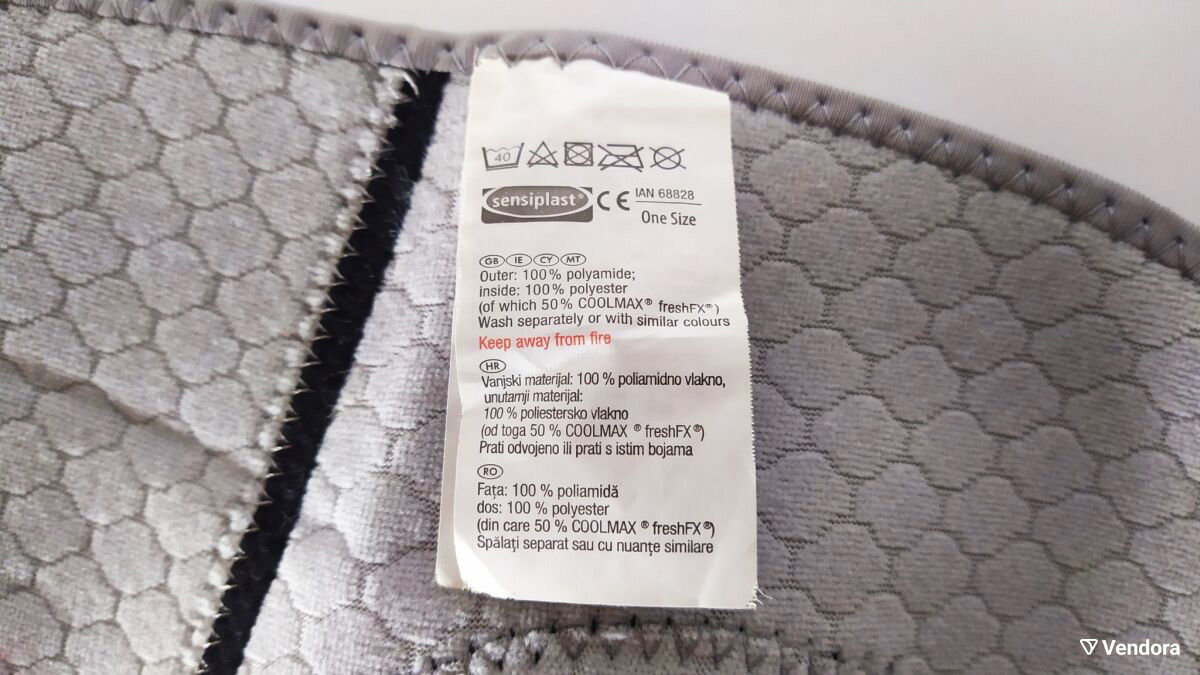 40
sensiplast® CE IAN 68828
One Size
GB IE CY MT
Outer: 100% polyamide;
inside: 100% polyester
(of which 50% COOLMAX® freshFX®)
Wash separately or with similar colours
Keep away from fire
HR
Vanjski materijal: 100 % poliamidno vlakno,
unutarnji materijal:
100 % poliestersko vlakno
(od toga 50 % COOLMAX ® freshFX®)
Prati odvojeno ili prati s istim bojama
RO
Fața: 100 % poliamidă
dos: 100 % polyester
(din care 50 % COOLMAX ® freshFX®)
Spălați separat sau cu nuanțe similare
Vendora